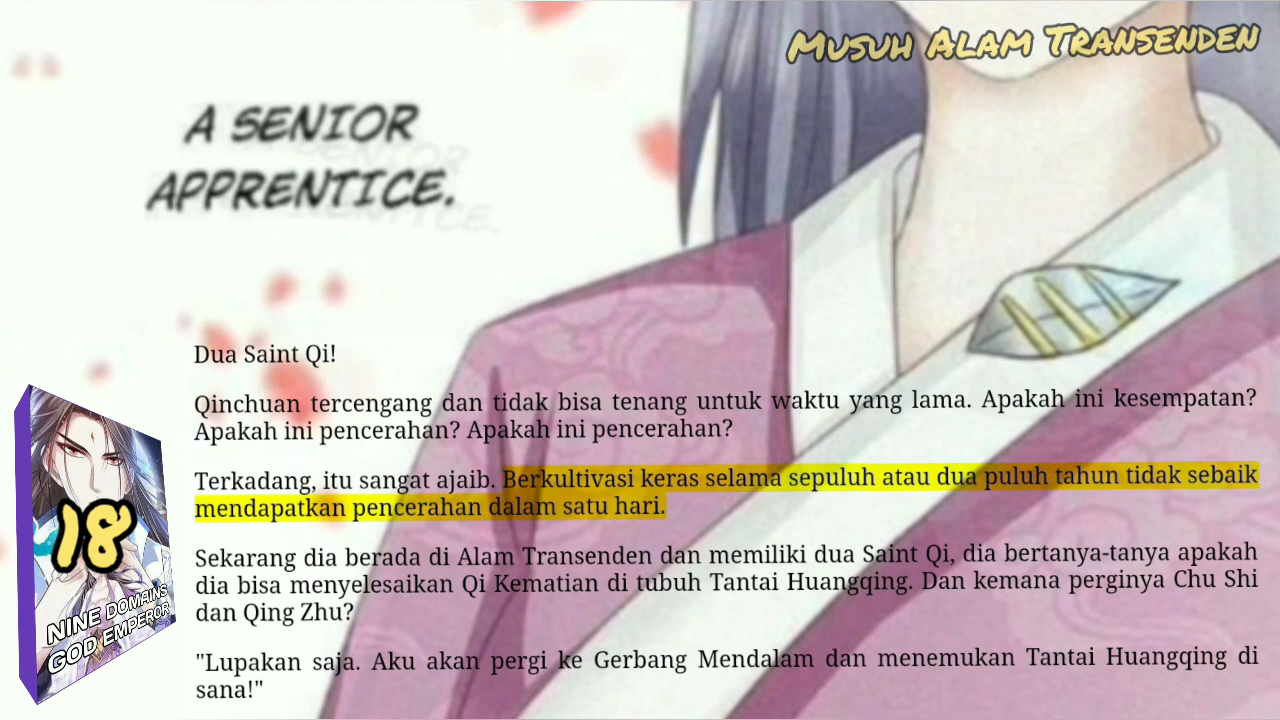 Musuh Alam Transenden
A SENIOR
APPRENTICE.
Dua Saint Qi!
Qinchuan tercengang dan tidak bisa tenang untuk waktu yang lama. Apakah ini kesempatan?
Apakah ini pencerahan? Apakah ini pencerahan?
Terkadang, itu sangat ajaib. Berkultivasi keras selama sepuluh atau dua puluh tahun tidak sebaik
mendapatkan pencerahan dalam satu hari.
Sekarang dia berada di Alam Transenden dan memiliki dua Saint Qi, dia bertanya-tanya apakah
dia bisa menyelesaikan Qi Kematian di tubuh Tantai Huangqing. Dan kemana perginya Chu Shi
dan Qing Zhu?
"Lupakan saja. Aku akan pergi ke Gerbang Mendalam dan menemukan Tantai Huangqing di
sana!"
18
NINE DOMAINS
GOD EMPEROR